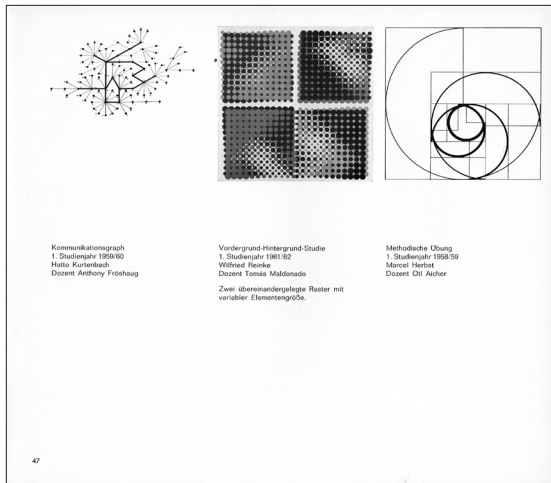 Kommunikationsgraph
1. Studienjahr 1959/60
Hatto Kurtenbach
Dozent Anthony Fröshaug
Vordergrund-Hintergrund-Studie
1. Studienjahr 1961/62
Wilfried Reinke
Dozent Tomás Maldonado
Zwei übereinandergelegte Raster mit
variabler Elementengröße.
Methodische Übung
1. Studienjahr 1958/59
Marcel Herbst
Dozent Otl Aicher
47